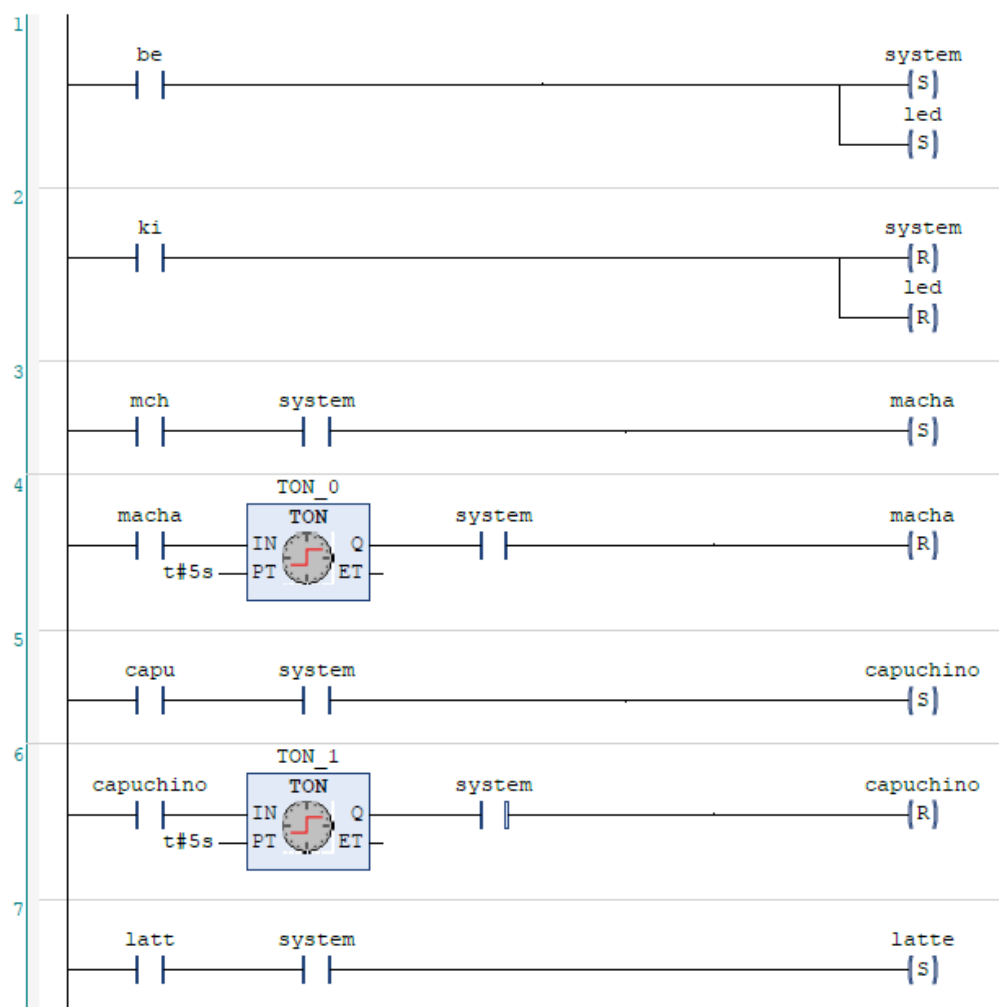 1
be system
(S)
led
(S)
2
ki system
(R)
led
(R)
3
mch system macha
(S)
4
TON_0
macha TON system macha
IN Q (R)
t#5s PT ET
5
capu system capuchino
(S)
6
TON_1
capuchino TON system capuchino
IN Q (R)
t#5s PT ET
7
latt system latte
(S)